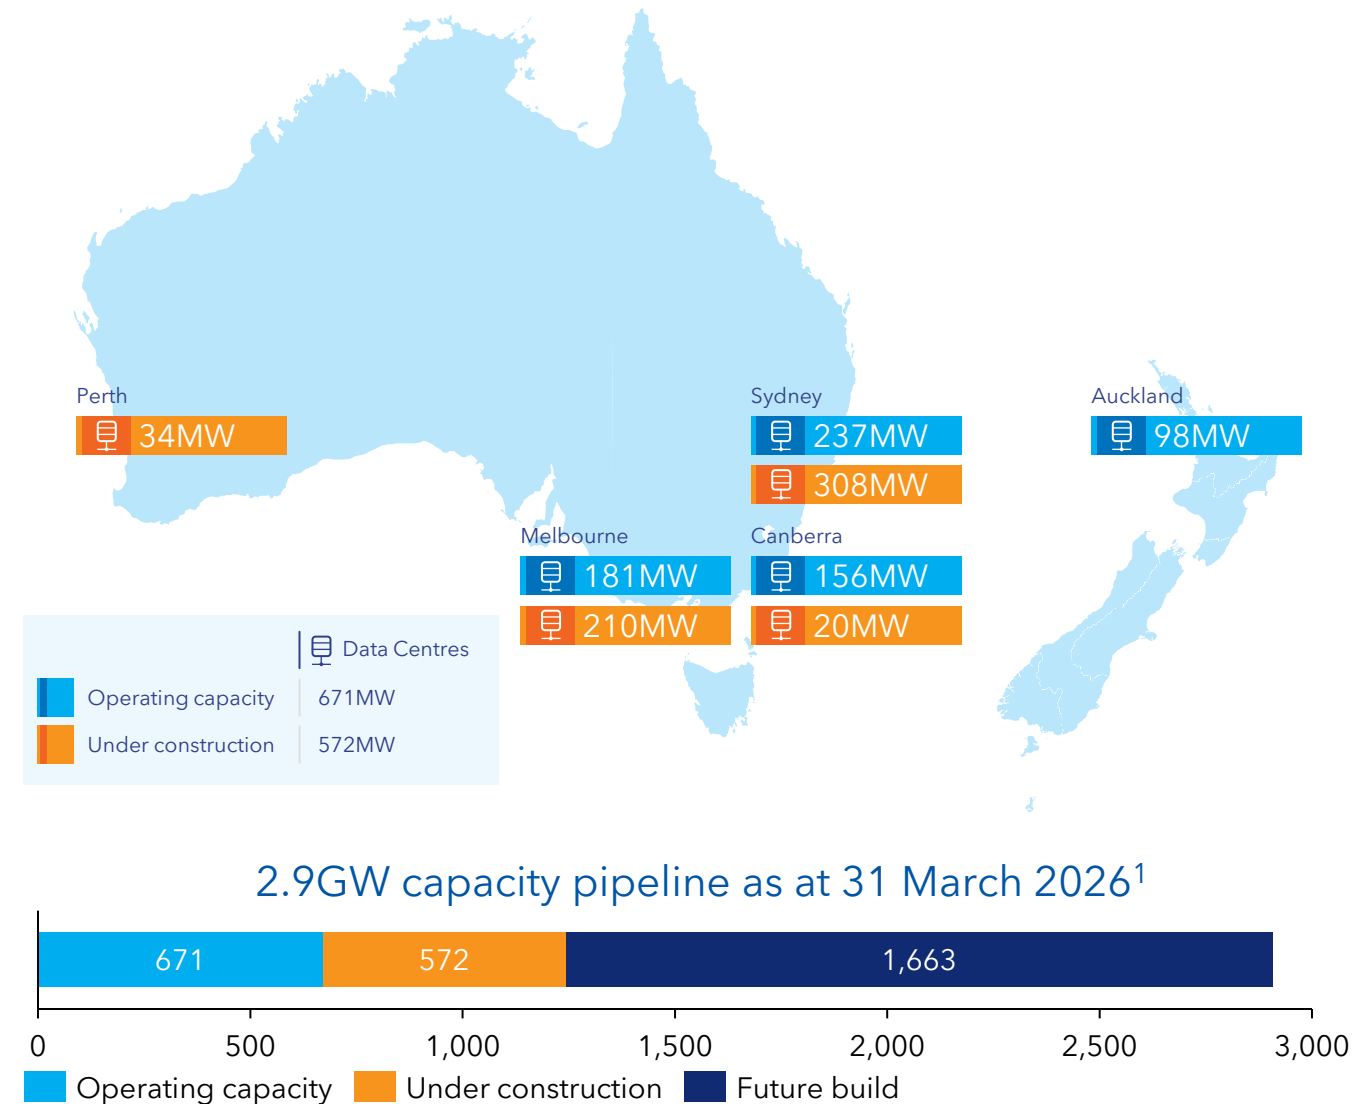 Perth
34MW
Sydney
237MW
308MW
Auckland
98MW
Melbourne
181MW
210MW
Canberra
156MW
20MW
Data Centres
Operating capacity 671MW
Under construction 572MW
2.9GW capacity pipeline as at 31 March 2026¹
671 572 1,663
0 500 1,000 1,500 2,000 2,500 3,000
Operating capacity Under construction Future build